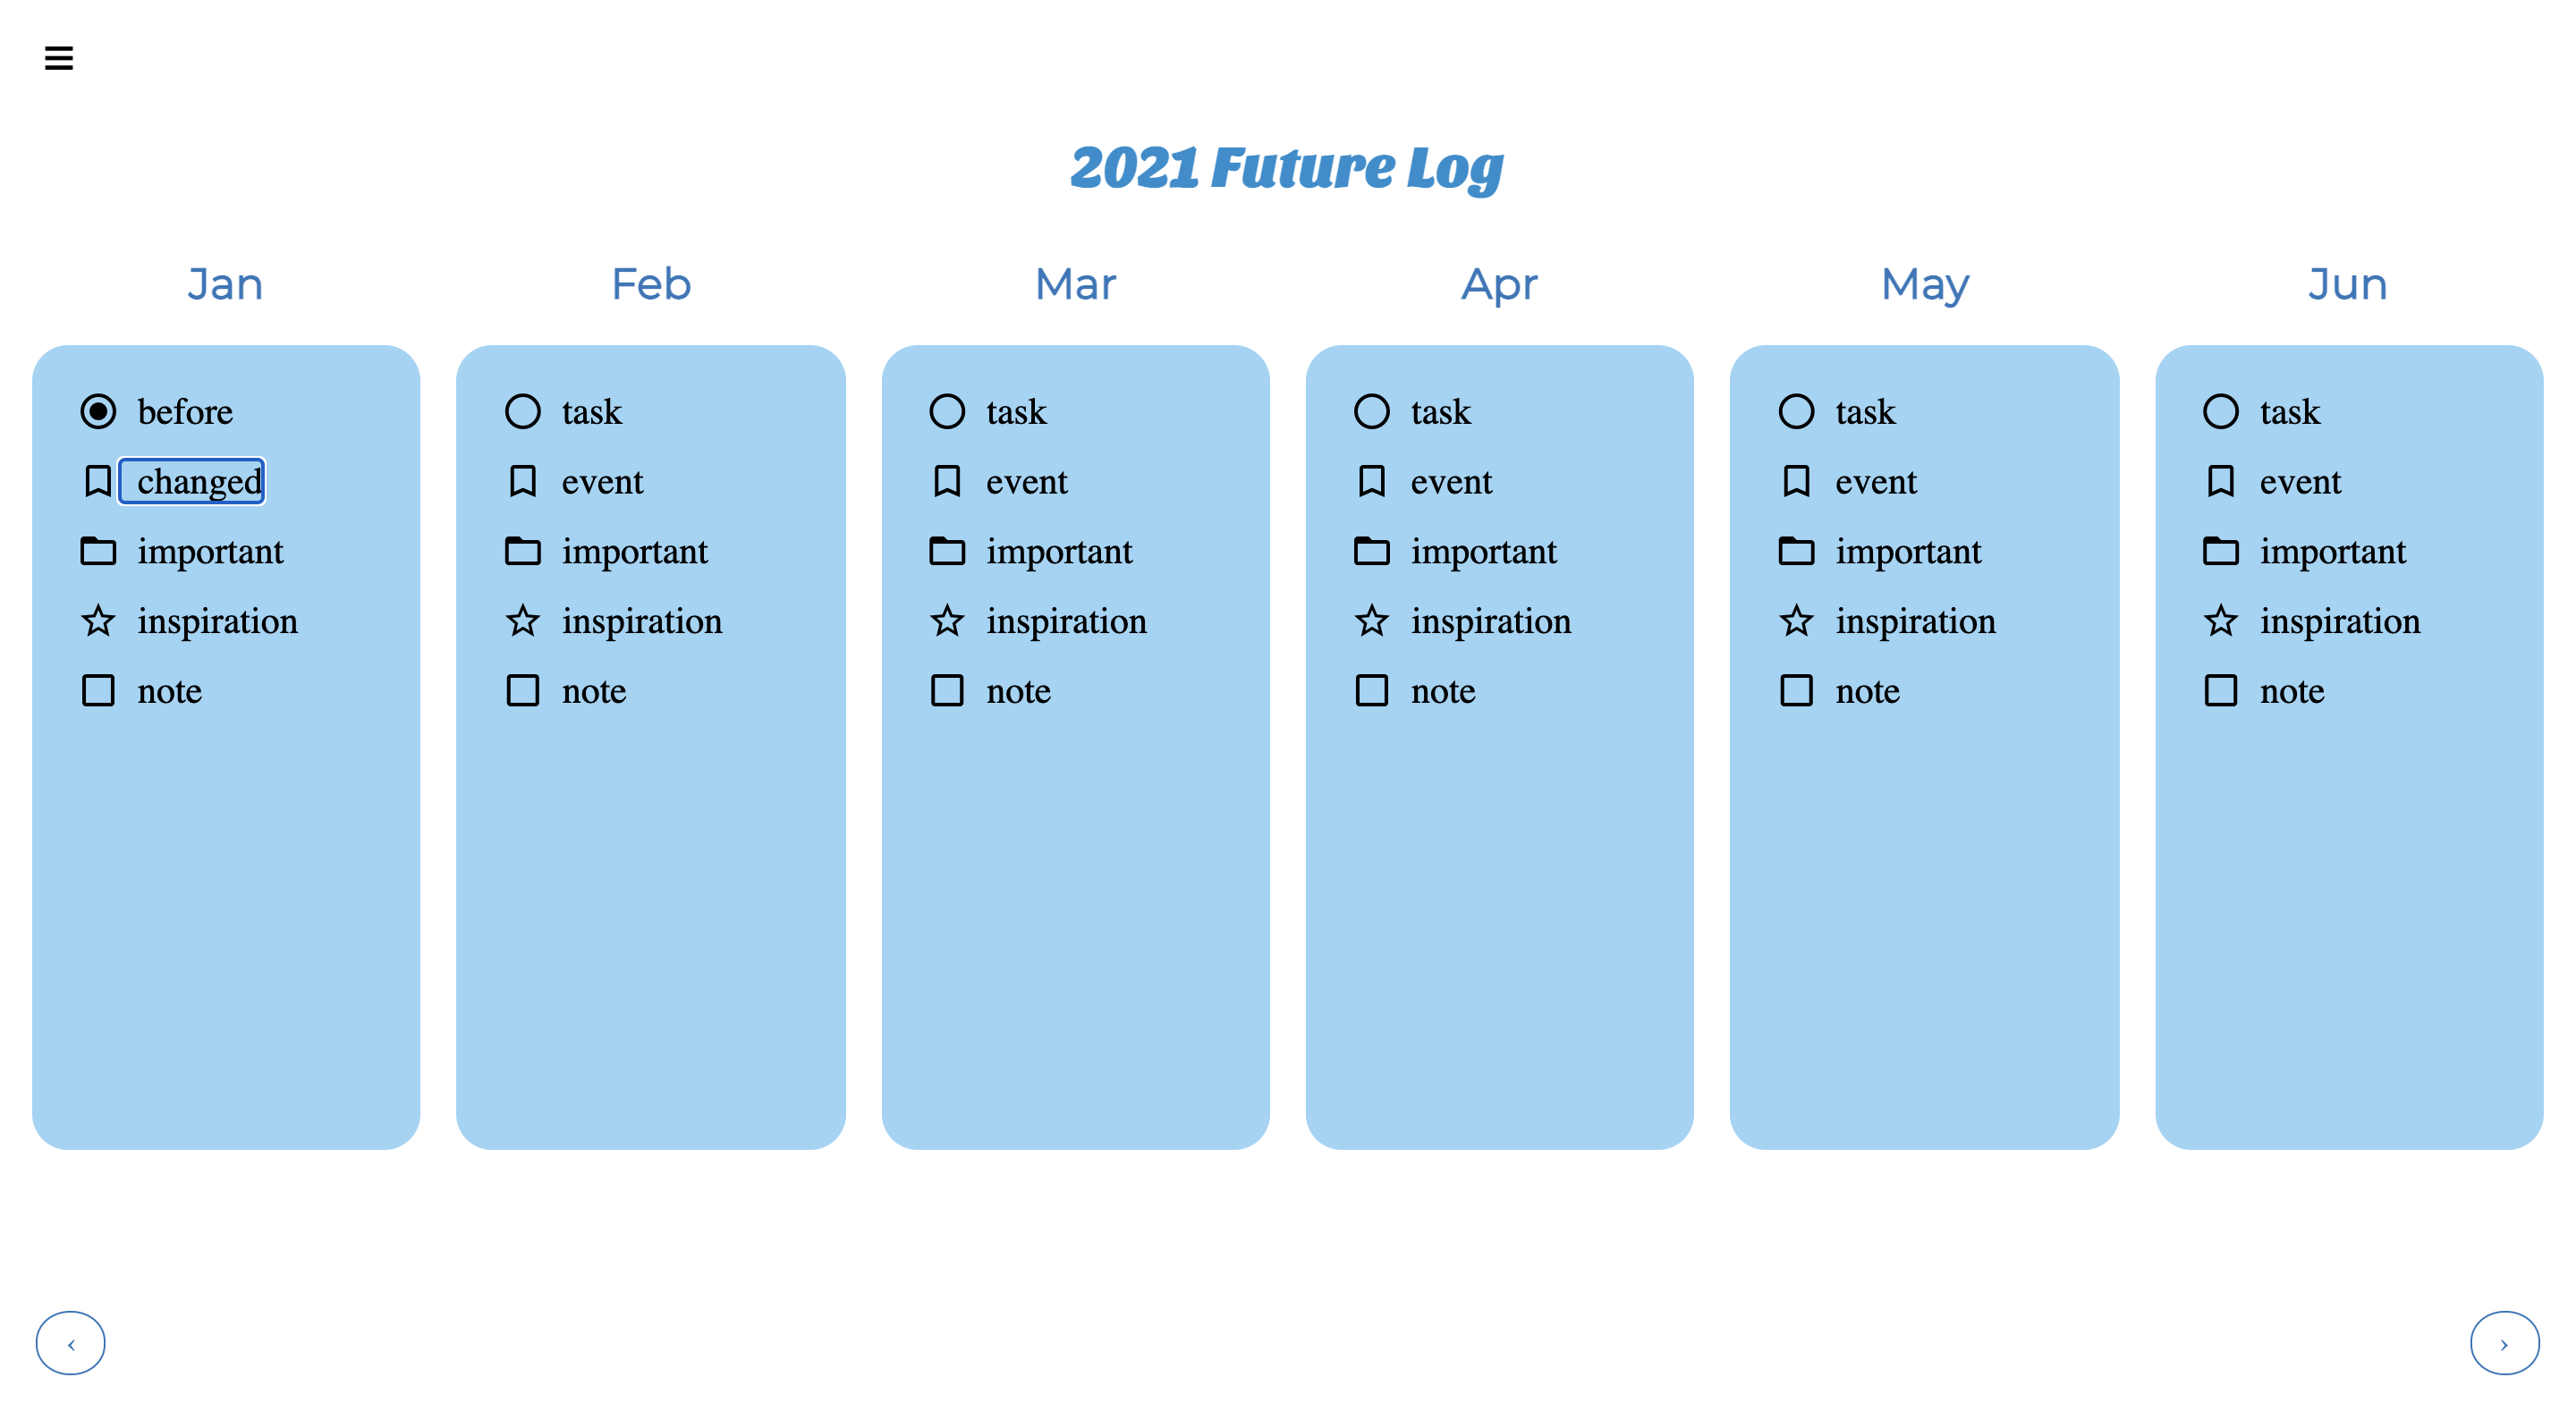 2021 Future Log
Jan
Feb
Mar
Apr
May
Jun
before
changed
important
inspiration
note
task
event
important
inspiration
note
task
event
important
inspiration
note
task
event
important
inspiration
note
task
event
important
inspiration
note
task
event
important
inspiration
note
‹
›